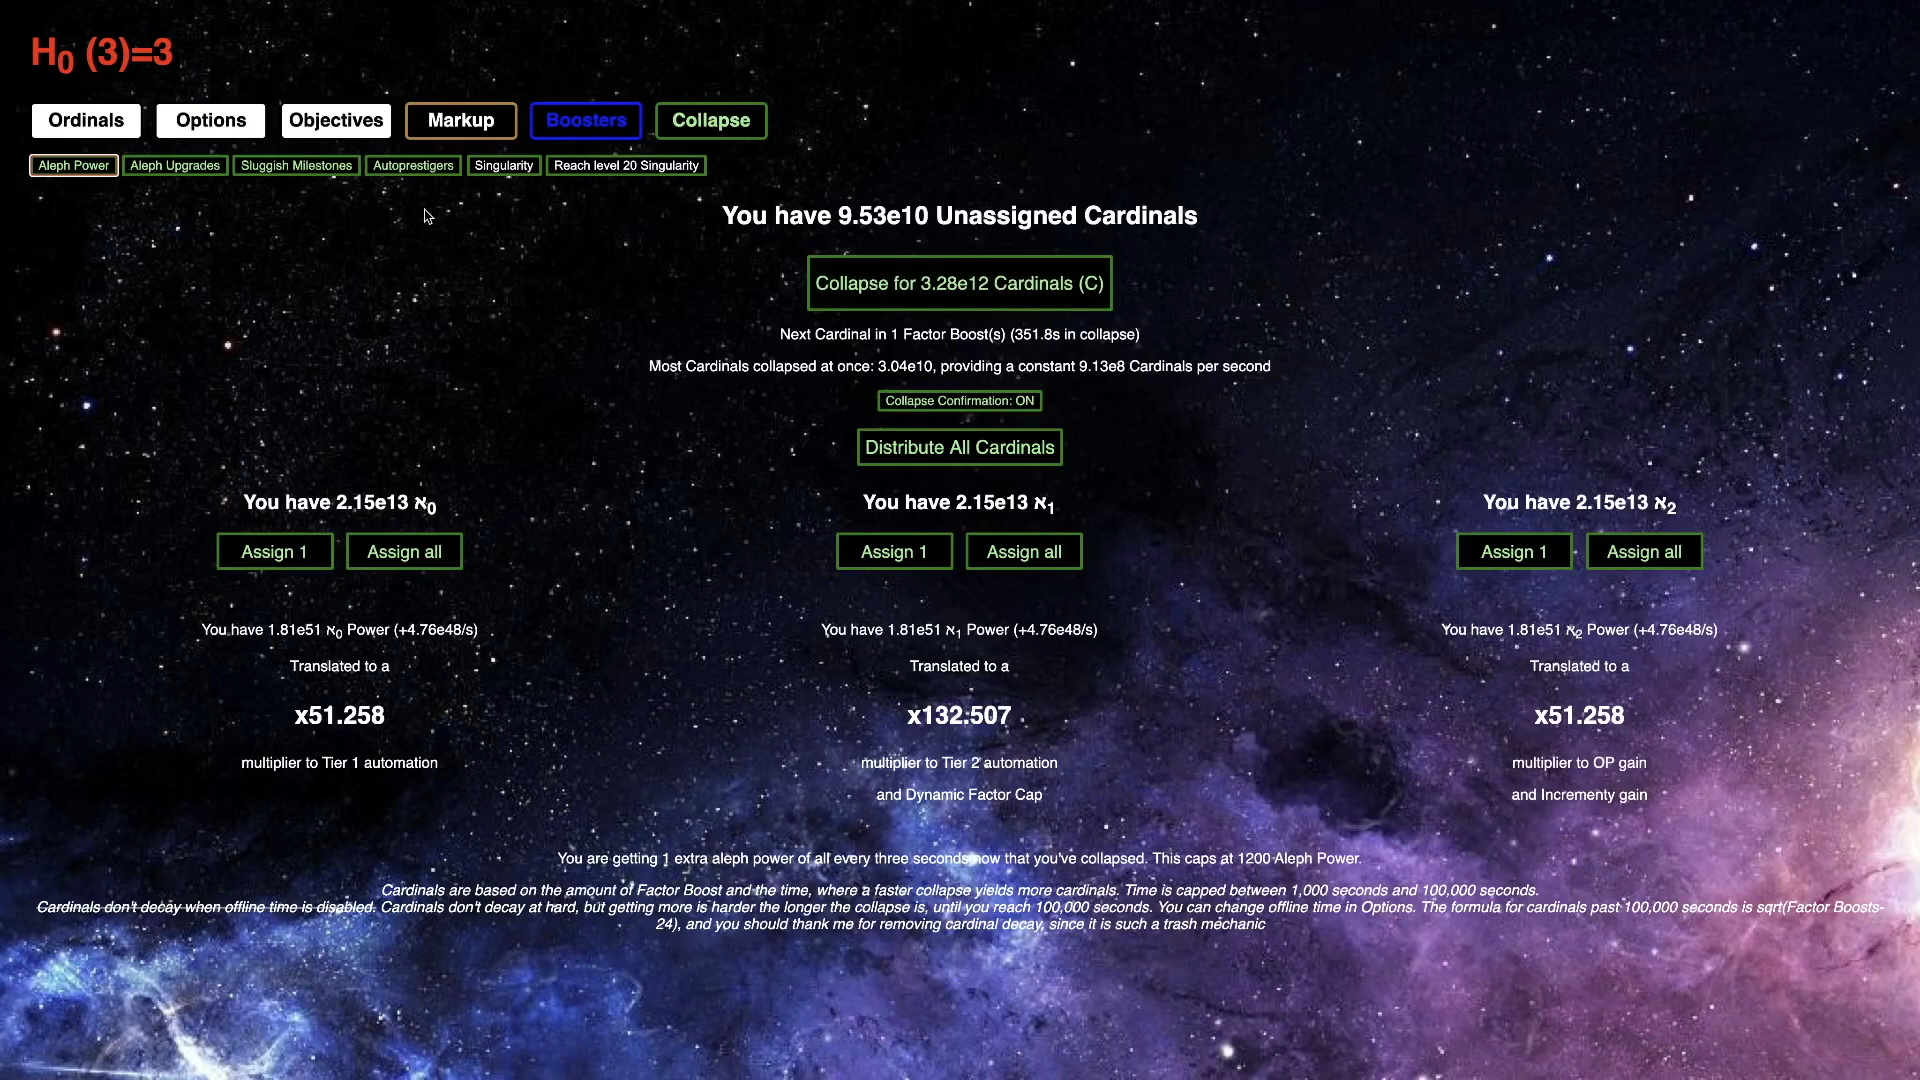 H0 (3)=3
Ordinals Options Objectives Markup Boosters Collapse
Aleph Power Aleph Upgrades Sluggish Milestones Autoprestigers Singularity Reach level 20 Singularity
You have 9.53e10 Unassigned Cardinals
Collapse for 3.28e12 Cardinals (C)
Next Cardinal in 1 Factor Boost(s) (351.8s in collapse)
Most Cardinals collapsed at once: 3.04e10, providing a constant 9.13e8 Cardinals per second
Collapse Confirmation: ON
Distribute All Cardinals
You have 2.15e13 ℵ0 You have 2.15e13 ℵ1 You have 2.15e13 ℵ2
Assign 1 Assign all Assign 1 Assign all Assign 1 Assign all
You have 1.81e51 ℵ0 Power (+4.76e48/s) You have 1.81e51 ℵ1 Power (+4.76e48/s) You have 1.81e51 ℵ2 Power (+4.76e48/s)
Translated to a Translated to a Translated to a
x51.258 x132.507 x51.258
multiplier to Tier 1 automation multiplier to Tier 2 automation multiplier to OP gain
and Dynamic Factor Cap and Incrementy gain
You are getting 1 extra aleph power of all every three seconds now that you've collapsed. This caps at 1200 Aleph Power.
Cardinals are based on the amount of Factor Boost and the time, where a faster collapse yields more cardinals. Time is capped between 1,000 seconds and 100,000 seconds.
Cardinals don't decay when offline time is disabled. Cardinals don't decay at hard, but getting more is harder the longer the collapse is, until you reach 100,000 seconds. You can change offline time in Options. The formula for cardinals past 100,000 seconds is sqrt(Factor Boosts-
24), and you should thank me for removing cardinal decay, since it is such a trash mechanic